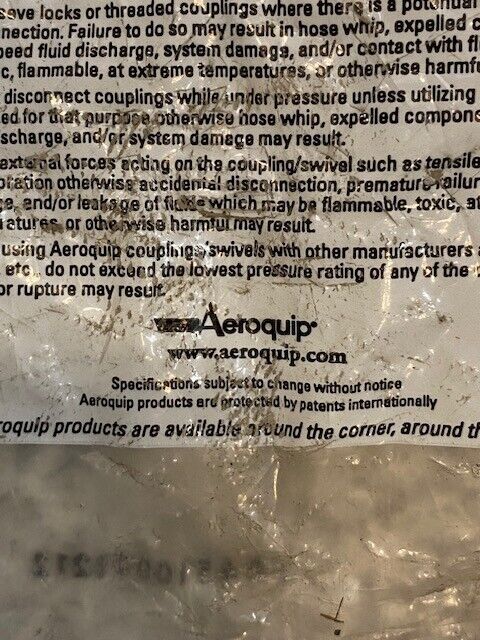 eeve locks or threaded couplings where there is a potential
nnection. Failure to do so may result in hose whip, expelled c
peed fluid discharge, system damage, and/or contact with fl
c, flammable, at extreme temperatures, or otherwise harmfu
disconnect couplings while under pressure unless utilizing
ed for that purpose otherwise hose whip, expelled compone
scharge, and/or system damage may result.
external forces acting on the coupling/swivel such as tensile
bration otherwise accidental disconnection, premature failur
e, and/or leakage of fluids which may be flammable, toxic, at
atures, or otherwise harmful may result.
using Aeroquip couplings/swivels with other manufacturers
etc., do not exceed the lowest pressure rating of any of the
or rupture may result.
Aeroquip
www.aeroquip.com
Specifications subject to change without notice
Aeroquip products are protected by patents internationally
roquip products are available around the corner, around th